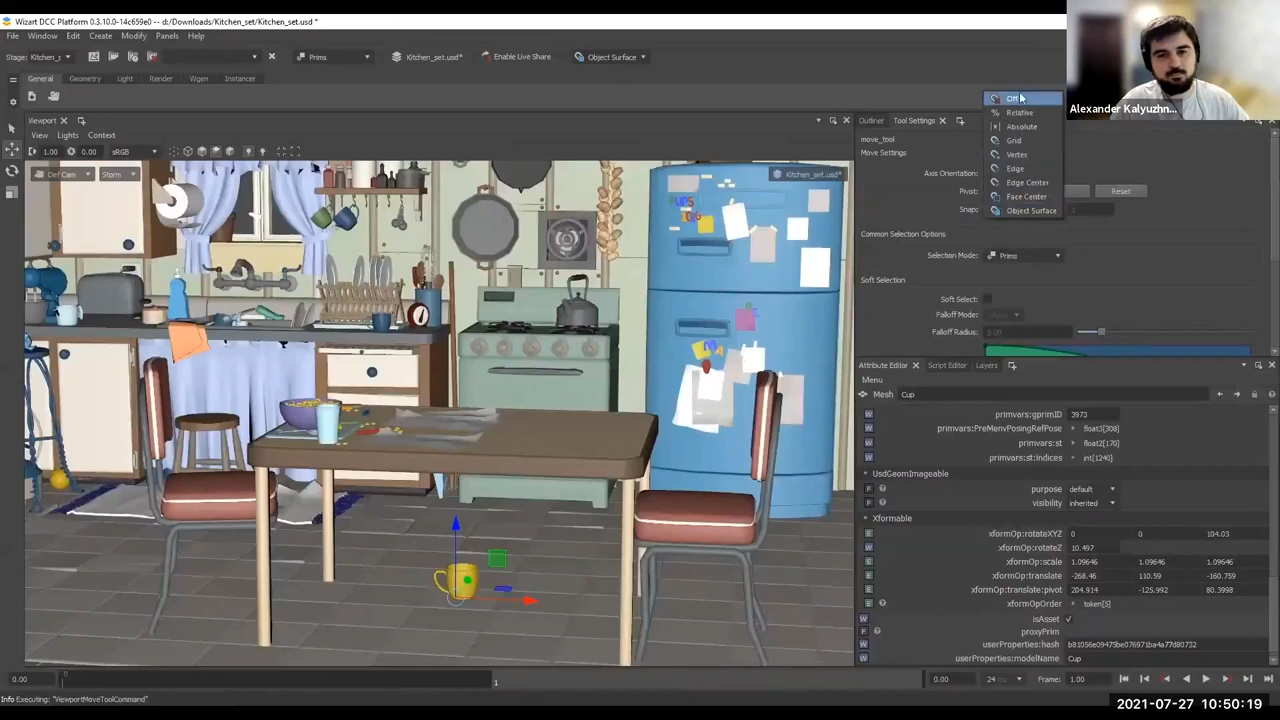 Wizart DCC Platform 0.3.10.0-14c659e0 -- d:/Downloads/Kitchen_set/Kitchen_set.usd *
File Window Edit Create Modify Panels Help
Stage: Kitchen_s Prims Kitchen_set.usd* Enable Live Share Object Surface
General Geometry Light Render Wgen Instancer
Alexander Kalyuzhn...
Off
Relative
Absolute
Grid
Vertex
Edge
Edge Center
Face Center
Object Surface
Viewport
View Lights Context
1.00 0.00 sRGB
Def Cam Storm Kitchen_set.usd*
Outliner Tool Settings
move_tool
Move Settings
Axis Orientation:
Pivot: Reset
Snap: 1
Common Selection Options
Selection Mode: Prims
Soft Selection
Soft Select:
Falloff Mode:
Falloff Radius:
Attribute Editor Script Editor Layers
Menu
Mesh Cup
primvars:gprimID 3973
primvars:PreMenvPosingRefPose float3[308]
primvars:st float2[170]
primvars:st:indices int[1240]
UsdGeomImageable
purpose default
visibility inherited
Xformable
xformOp:rotateXYZ 0 0 104.03
xformOp:rotateZ 10.497
xformOp:scale 1.09646 1.09646 1.09646
xformOp:translate -268.46 110.59 -160.759
xformOp:translate:pivot 204.914 -125.992 80.3998
xformOpOrder token[5]
isAsset
proxyPrim
userProperties:hash b81056e09475be076971ba4a77d80732
userProperties:modelName Cup
0.00 0 1 0.00 24 ms Frame: 1.00
Info Executing: "ViewportMoveToolCommand"
2021-07-27 10:50:19